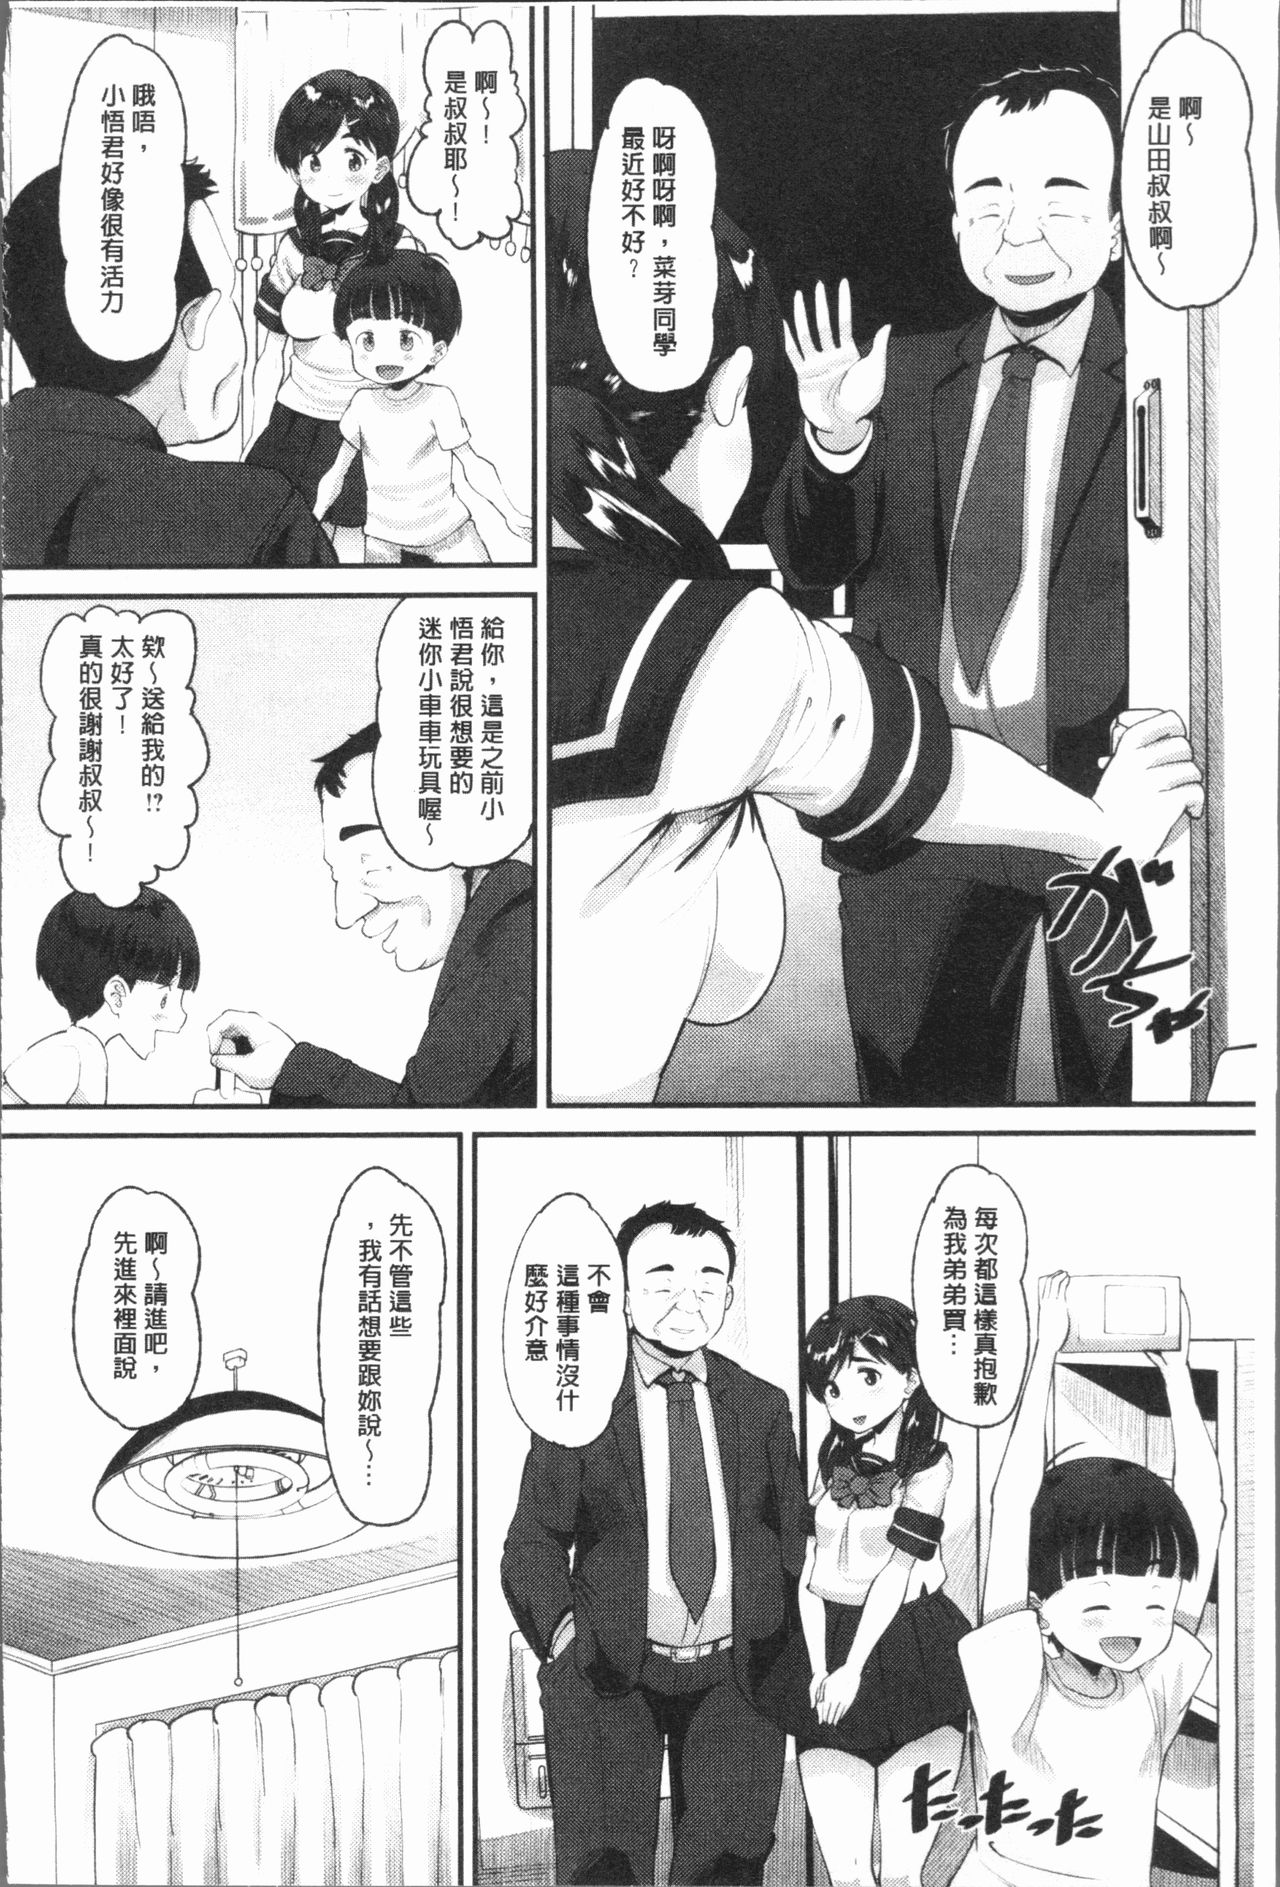 啊～
是山田叔叔啊～
呀啊呀啊，菜芽同學
最近好不好？
ガチャ
啊～！
是叔叔耶～！
哦唔，
小悟君好像很有活力
給你，這是之前小
悟君說很想要的
迷你小車車玩具喔～
欸～送給我的!?
太好了！
真的很謝謝叔叔～！
每次都這樣真抱歉
為我弟弟買…
不會
這種事情沒什
麼好介意
たったった
先不管這些
，我有話想要跟妳說～…
啊～請進吧，
先進來裡面說